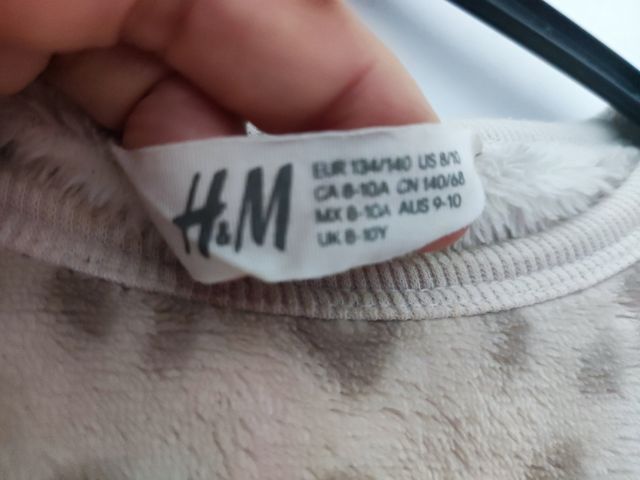 H&M
EUR 134/140 US 8/10
CA 8-10A CN 140/68
MX 8-10A AUS 9-10
UK 8-10Y